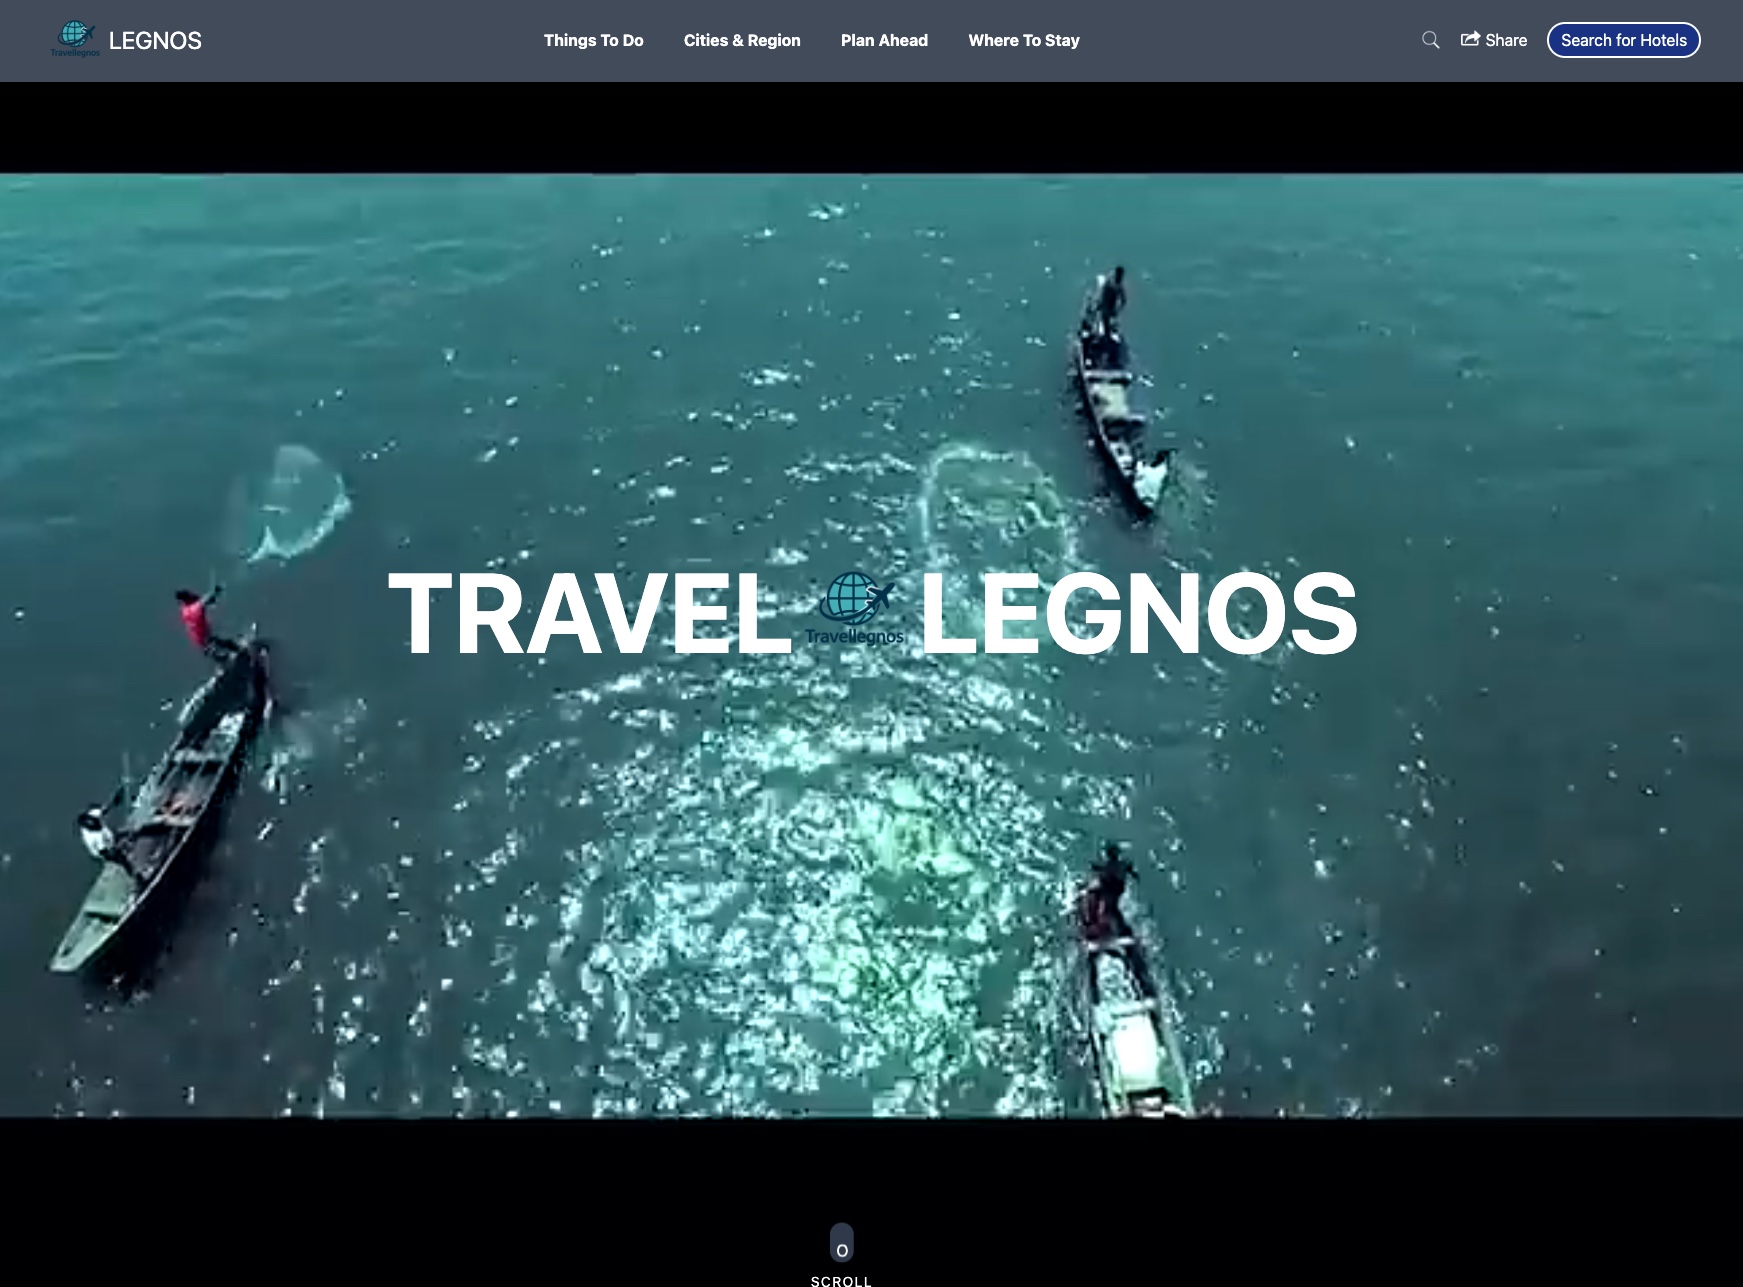 Travellegnos LEGNOS
Things To Do Cities & Region Plan Ahead Where To Stay
Share Search for Hotels
TRAVEL Travellegnos LEGNOS
SCROLL